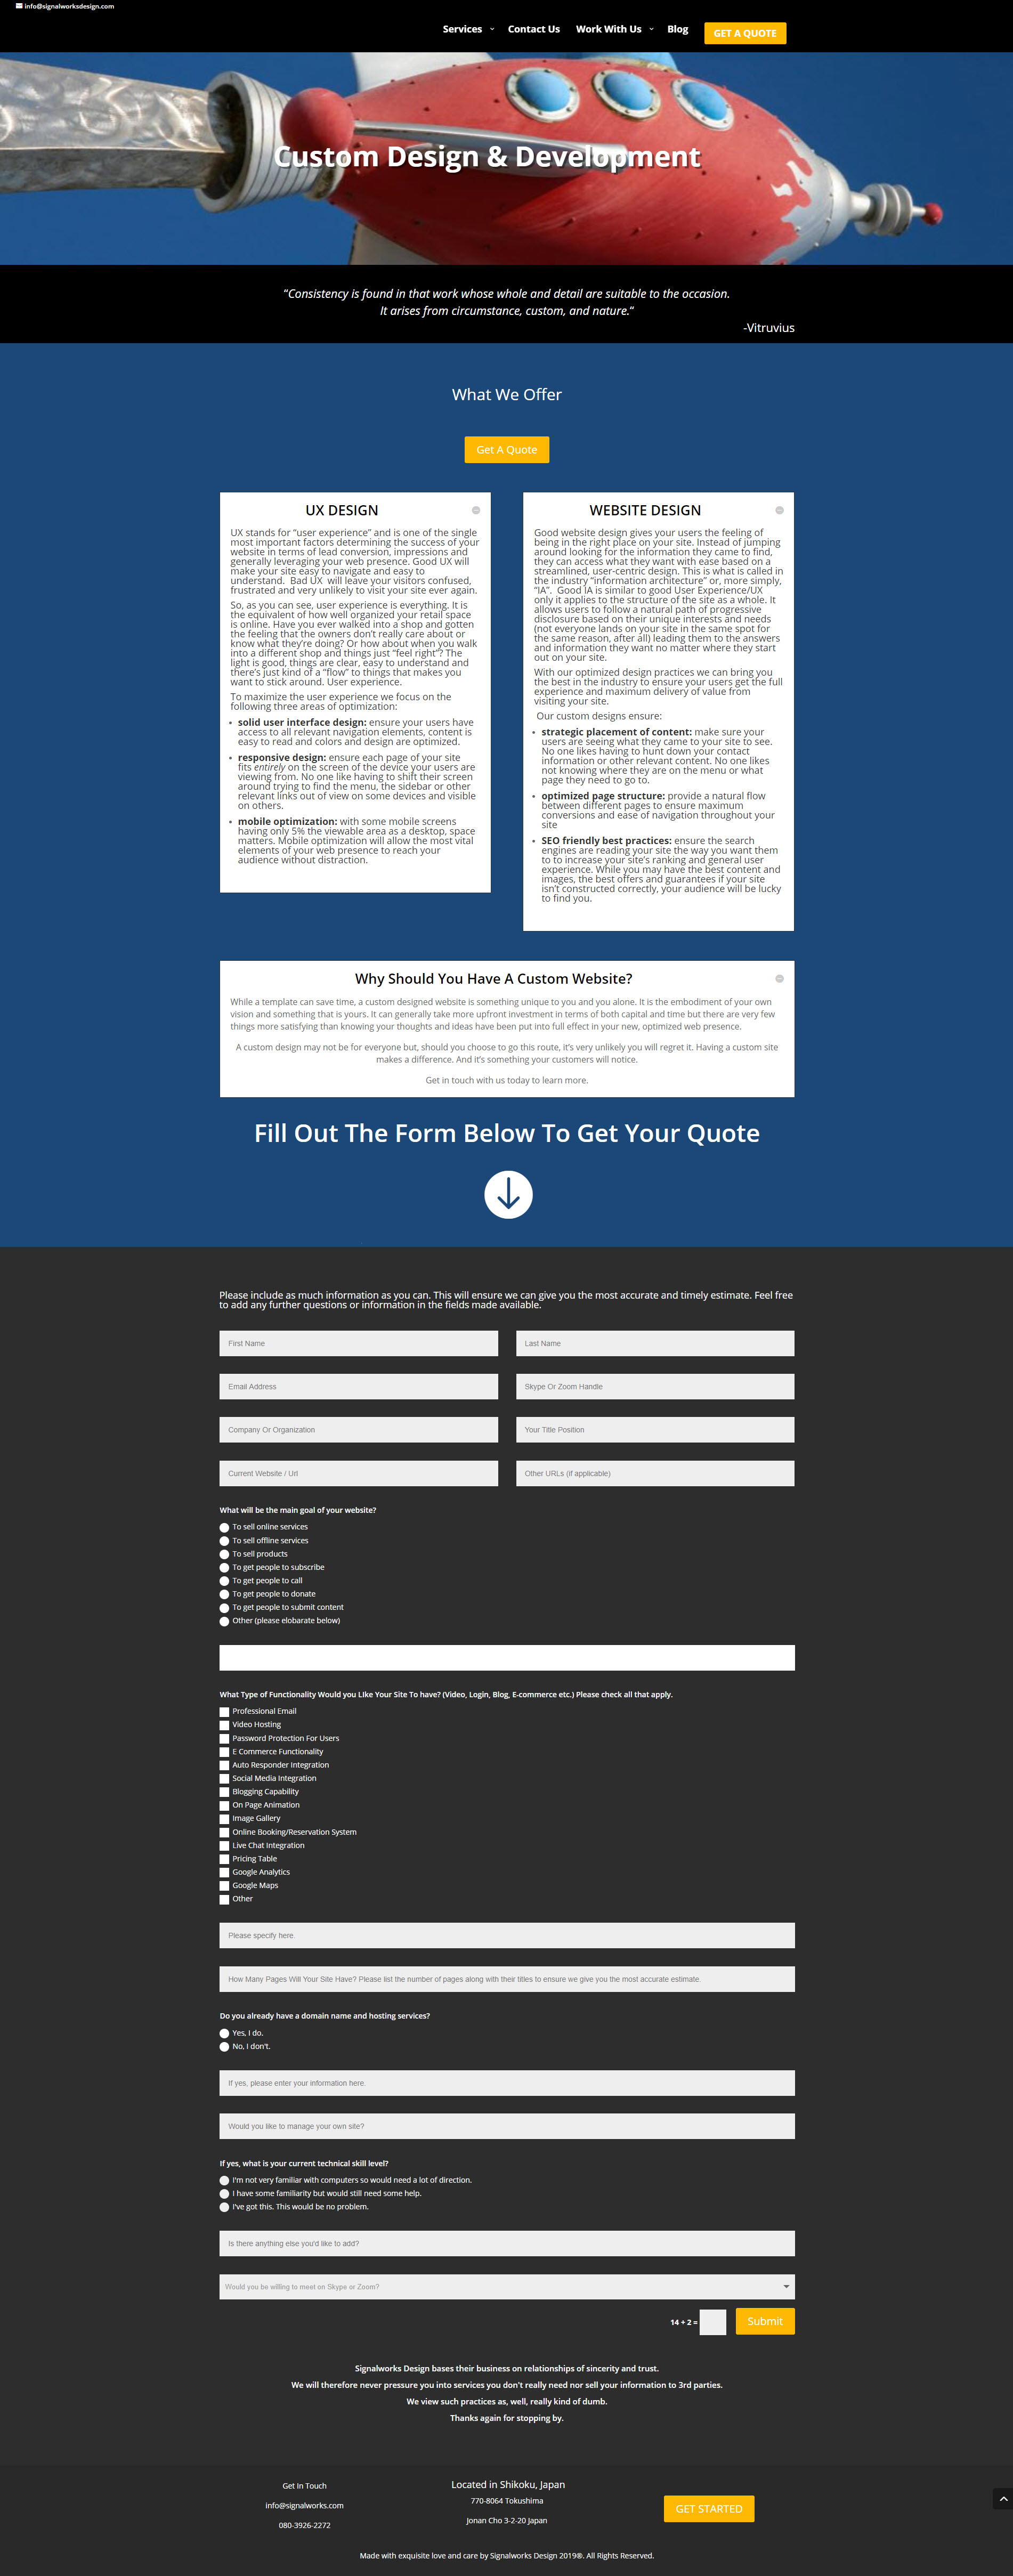 info@signalworksdesign.com
Services
Contact Us
Work With Us
Blog
GET A QUOTE
Custom Design & Development
“Consistency is found in that work whose whole and detail are suitable to the occasion.
It arises from circumstance, custom, and nature.“
-Vitruvius
What We Offer
Get A Quote
UX DESIGN
UX stands for “user experience” and is one of the single
most important factors determining the success of your
website in terms of lead conversion, impressions and
generally leveraging your web presence. Good UX will
make your site easy to navigate and easy to
understand.  Bad UX  will leave your visitors confused,
frustrated and very unlikely to visit your site ever again.
So, as you can see, user experience is everything. It is
the equivalent of how well organized your retail space
is online. Have you ever walked into a shop and gotten
the feeling that the owners don’t really care about or
know what they’re doing? Or how about when you walk
into a different shop and things just “feel right”? The
light is good, things are clear, easy to understand and
there’s just kind of a “flow” to things that makes you
want to stick around. User experience.
To maximize the user experience we focus on the
following three areas of optimization:
• solid user interface design: ensure your users have
access to all relevant navigation elements, content is
easy to read and colors and design are optimized.
• responsive design: ensure each page of your site
fits entirely on the screen of the device your users are
viewing from. No one like having to shift their screen
around trying to find the menu, the sidebar or other
relevant links out of view on some devices and visible
on others.
• mobile optimization: with some mobile screens
having only 5% the viewable area as a desktop, space
matters. Mobile optimization will allow the most vital
elements of your web presence to reach your
audience without distraction.
WEBSITE DESIGN
Good website design gives your users the feeling of
being in the right place on your site. Instead of jumping
around looking for the information they came to find,
they can access what they want with ease based on a
streamlined, user-centric design. This is what is called in
the industry “information architecture” or, more simply,
“IA”.  Good IA is similar to good User Experience/UX
only it applies to the structure of the site as a whole. It
allows users to follow a natural path of progressive
disclosure based on their unique interests and needs
(not everyone lands on your site in the same spot for
the same reason, after all) leading them to the answers
and information they want no matter where they start
out on your site.
With our optimized design practices we can bring you
the best in the industry to ensure your users get the full
experience and maximum delivery of value from
visiting your site.
Our custom designs ensure:
• strategic placement of content: make sure your
users are seeing what they came to your site to see.
No one likes having to hunt down your contact
information or other relevant content. No one likes
not knowing where they are on the menu or what
page they need to go to.
• optimized page structure: provide a natural flow
between different pages to ensure maximum
conversions and ease of navigation throughout your
site
• SEO friendly best practices: ensure the search
engines are reading your site the way you want them
to to increase your site’s ranking and general user
experience. While you may have the best content and
images, the best offers and guarantees if your site
isn’t constructed correctly, your audience will be lucky
to find you.
Why Should You Have A Custom Website?
While a template can save time, a custom designed website is something unique to you and you alone. It is the embodiment of your own
vision and something that is yours. It can generally take more upfront investment in terms of both capital and time but there are very few
things more satisfying than knowing your thoughts and ideas have been put into full effect in your new, optimized web presence.
A custom design may not be for everyone but, should you choose to go this route, it’s very unlikely you will regret it. Having a custom site
makes a difference. And it’s something your customers will notice.
Get in touch with us today to learn more.
Fill Out The Form Below To Get Your Quote
Please include as much information as you can. This will ensure we can give you the most accurate and timely estimate. Feel free
to add any further questions or information in the fields made available.
First Name
Last Name
Email Address
Skype Or Zoom Handle
Company Or Organization
Your Title Position
Current Website / Url
Other URLs (if applicable)
What will be the main goal of your website?
To sell online services
To sell offline services
To sell products
To get people to subscribe
To get people to call
To get people to donate
To get people to submit content
Other (please elobarate below)
What Type of Functionality Would you LIke Your Site To have? (Video, Login, Blog, E-commerce etc.) Please check all that apply.
Professional Email
Video Hosting
Password Protection For Users
E Commerce Functionality
Auto Responder Integration
Social Media Integration
Blogging Capability
On Page Animation
Image Gallery
Online Booking/Reservation System
Live Chat Integration
Pricing Table
Google Analytics
Google Maps
Other
Please specify here.
How Many Pages Will Your Site Have? Please list the number of pages along with their titles to ensure we give you the most accurate estimate.
Do you already have a domain name and hosting services?
Yes, I do.
No, I don't.
If yes, please enter your information here.
Would you like to manage your own site?
If yes, what is your current technical skill level?
I'm not very familiar with computers so would need a lot of direction.
I have some familiarity but would still need some help.
I've got this. This would be no problem.
Is there anything else you'd like to add?
Would you be willing to meet on Skype or Zoom?
14 + 2 =
Submit
Signalworks Design bases their business on relationships of sincerity and trust.
We will therefore never pressure you into services you don’t really need nor sell your information to 3rd parties.
We view such practices as, well, really kind of dumb.
Thanks again for stopping by.
Get In Touch
info@signalworks.com
080-3926-2272
Located in Shikoku, Japan
770-8064 Tokushima
Jonan Cho 3-2-20 Japan
GET STARTED
Made with exquisite love and care by Signalworks Design 2019®. All Rights Reserved.